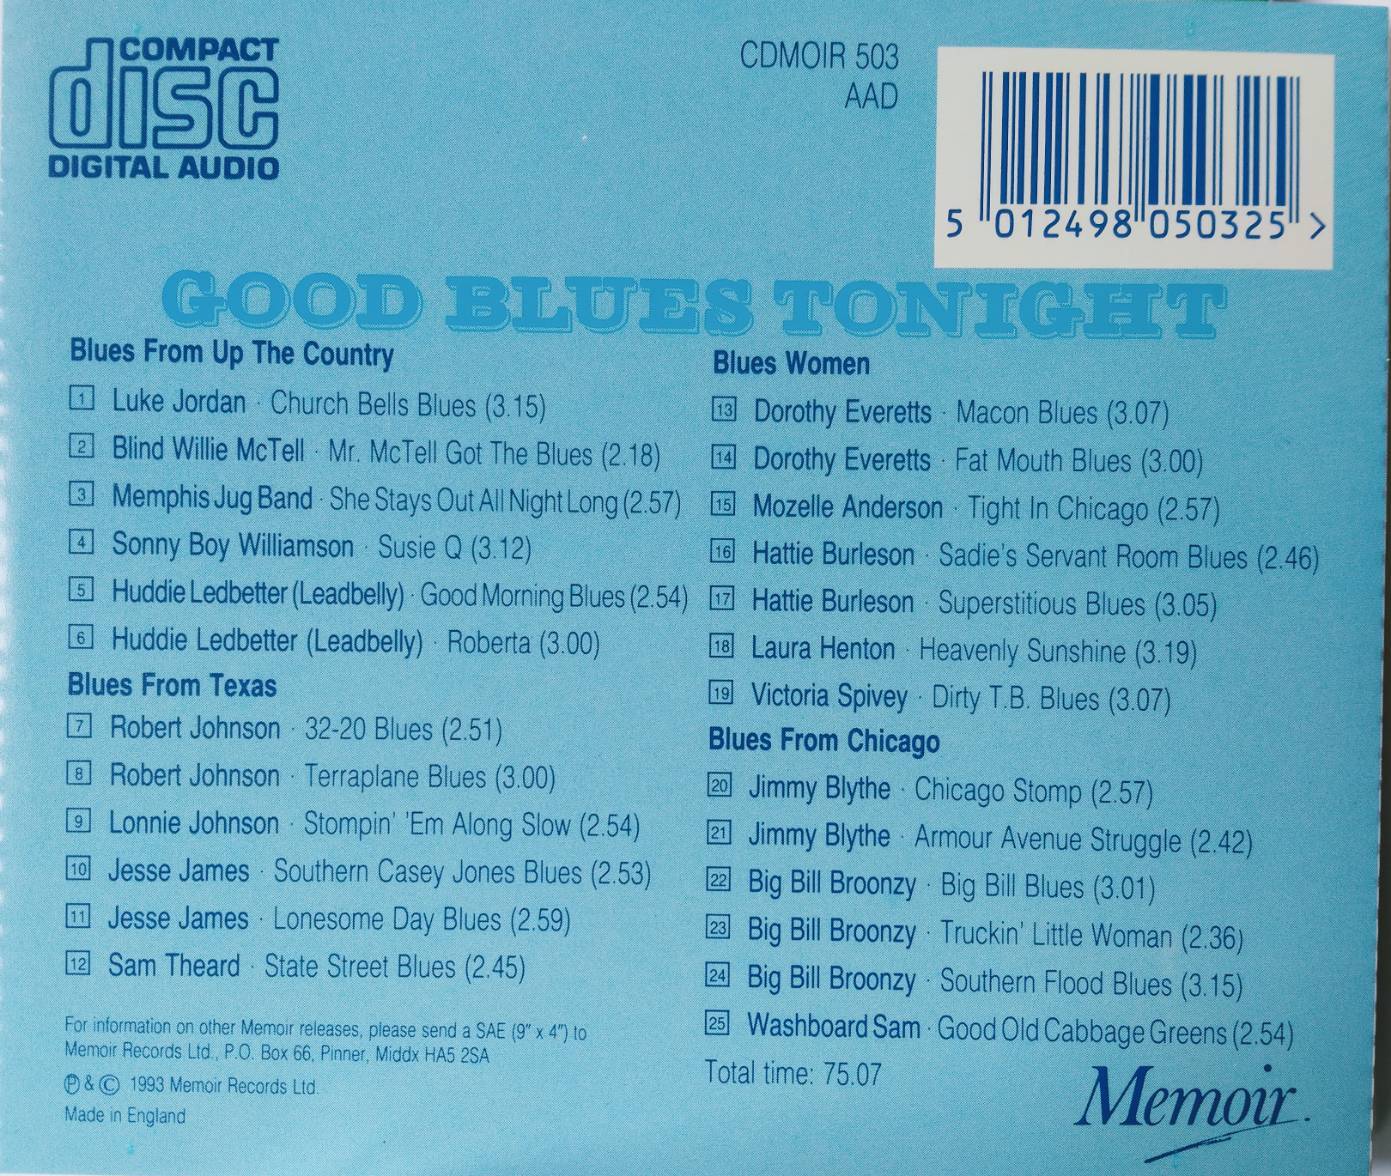 COMPACT
disc
DIGITAL AUDIO
CDMOIR 503
AAD
5 012498 050325 >
GOOD BLUES TONIGHT
Blues From Up The Country
1 Luke Jordan · Church Bells Blues (3.15)
2 Blind Willie McTell · Mr. McTell Got The Blues (2.18)
3 Memphis Jug Band · She Stays Out All Night Long (2.57)
4 Sonny Boy Williamson · Susie Q (3.12)
5 Huddie Ledbetter (Leadbelly) · Good Morning Blues (2.54)
6 Huddie Ledbetter (Leadbelly) · Roberta (3.00)
Blues From Texas
7 Robert Johnson · 32-20 Blues (2.51)
8 Robert Johnson · Terraplane Blues (3.00)
9 Lonnie Johnson · Stompin' 'Em Along Slow (2.54)
10 Jesse James · Southern Casey Jones Blues (2.53)
11 Jesse James · Lonesome Day Blues (2.59)
12 Sam Theard · State Street Blues (2.45)
For information on other Memoir releases, please send a SAE (9" x 4") to
Memoir Records Ltd., P.O. Box 66, Pinner, Middx HA5 2SA
℗ & © 1993 Memoir Records Ltd.
Made in England
Blues Women
13 Dorothy Everetts · Macon Blues (3.07)
14 Dorothy Everetts · Fat Mouth Blues (3.00)
15 Mozelle Anderson · Tight In Chicago (2.57)
16 Hattie Burleson · Sadie's Servant Room Blues (2.46)
17 Hattie Burleson · Superstitious Blues (3.05)
18 Laura Henton · Heavenly Sunshine (3.19)
19 Victoria Spivey · Dirty T.B. Blues (3.07)
Blues From Chicago
20 Jimmy Blythe · Chicago Stomp (2.57)
21 Jimmy Blythe · Armour Avenue Struggle (2.42)
22 Big Bill Broonzy · Big Bill Blues (3.01)
23 Big Bill Broonzy · Truckin' Little Woman (2.36)
24 Big Bill Broonzy · Southern Flood Blues (3.15)
25 Washboard Sam · Good Old Cabbage Greens (2.54)
Total time: 75.07
Memoir